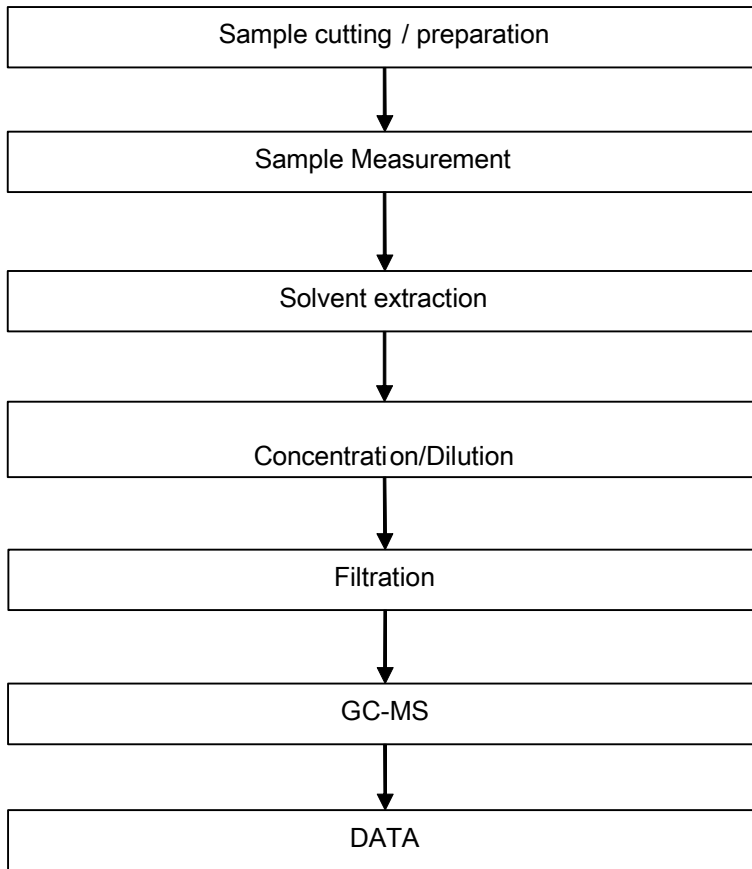 Sample cutting / preparation
Sample Measurement
Solvent extraction
Concentration/Dilution
Filtration
GC-MS
DATA